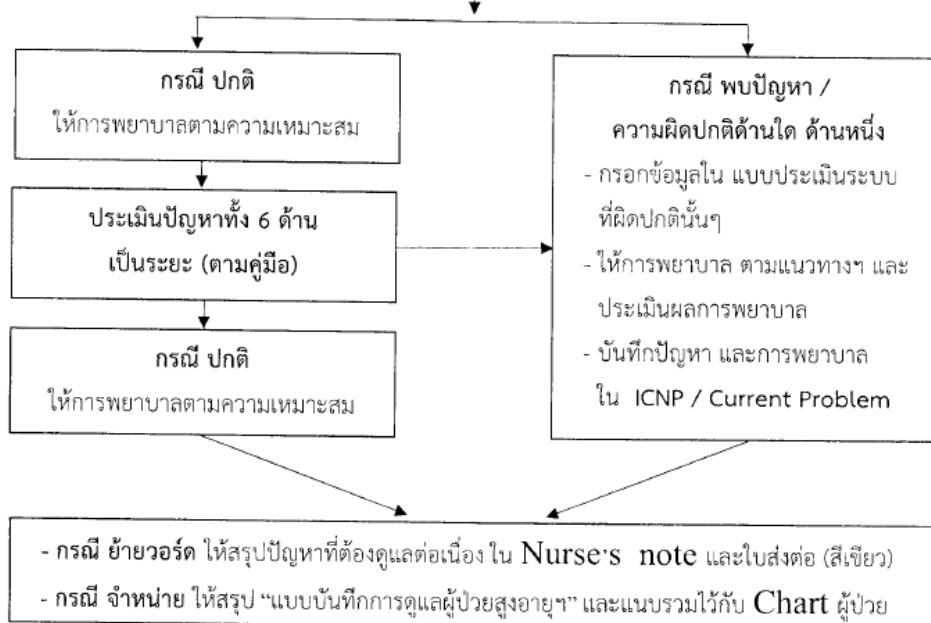 กรณี ปกติ
ให้การพยาบาลตามความเหมาะสม
ประเมินปัญหาทั้ง 6 ด้าน
เป็นระยะ (ตามคู่มือ)
กรณี ปกติ
ให้การพยาบาลตามความเหมาะสม
กรณี พบปัญหา /
ความผิดปกติด้านใด ด้านหนึ่ง
- กรอกข้อมูลใน แบบประเมินระบบ
ที่ผิดปกตินั้นๆ
- ให้การพยาบาล ตามแนวทางฯ และ
ประเมินผลการพยาบาล
- บันทึกปัญหา และการพยาบาล
ใน ICNP / Current Problem
- กรณี ย้ายวอร์ด ให้สรุปปัญหาที่ต้องดูแลต่อเนื่อง ใน Nurse's note และใบส่งต่อ (สีเขียว)
- กรณี จำหน่าย ให้สรุป “แบบบันทึกการดูแลผู้ป่วยสูงอายุฯ” และแนบรวมไว้กับ Chart ผู้ป่วย